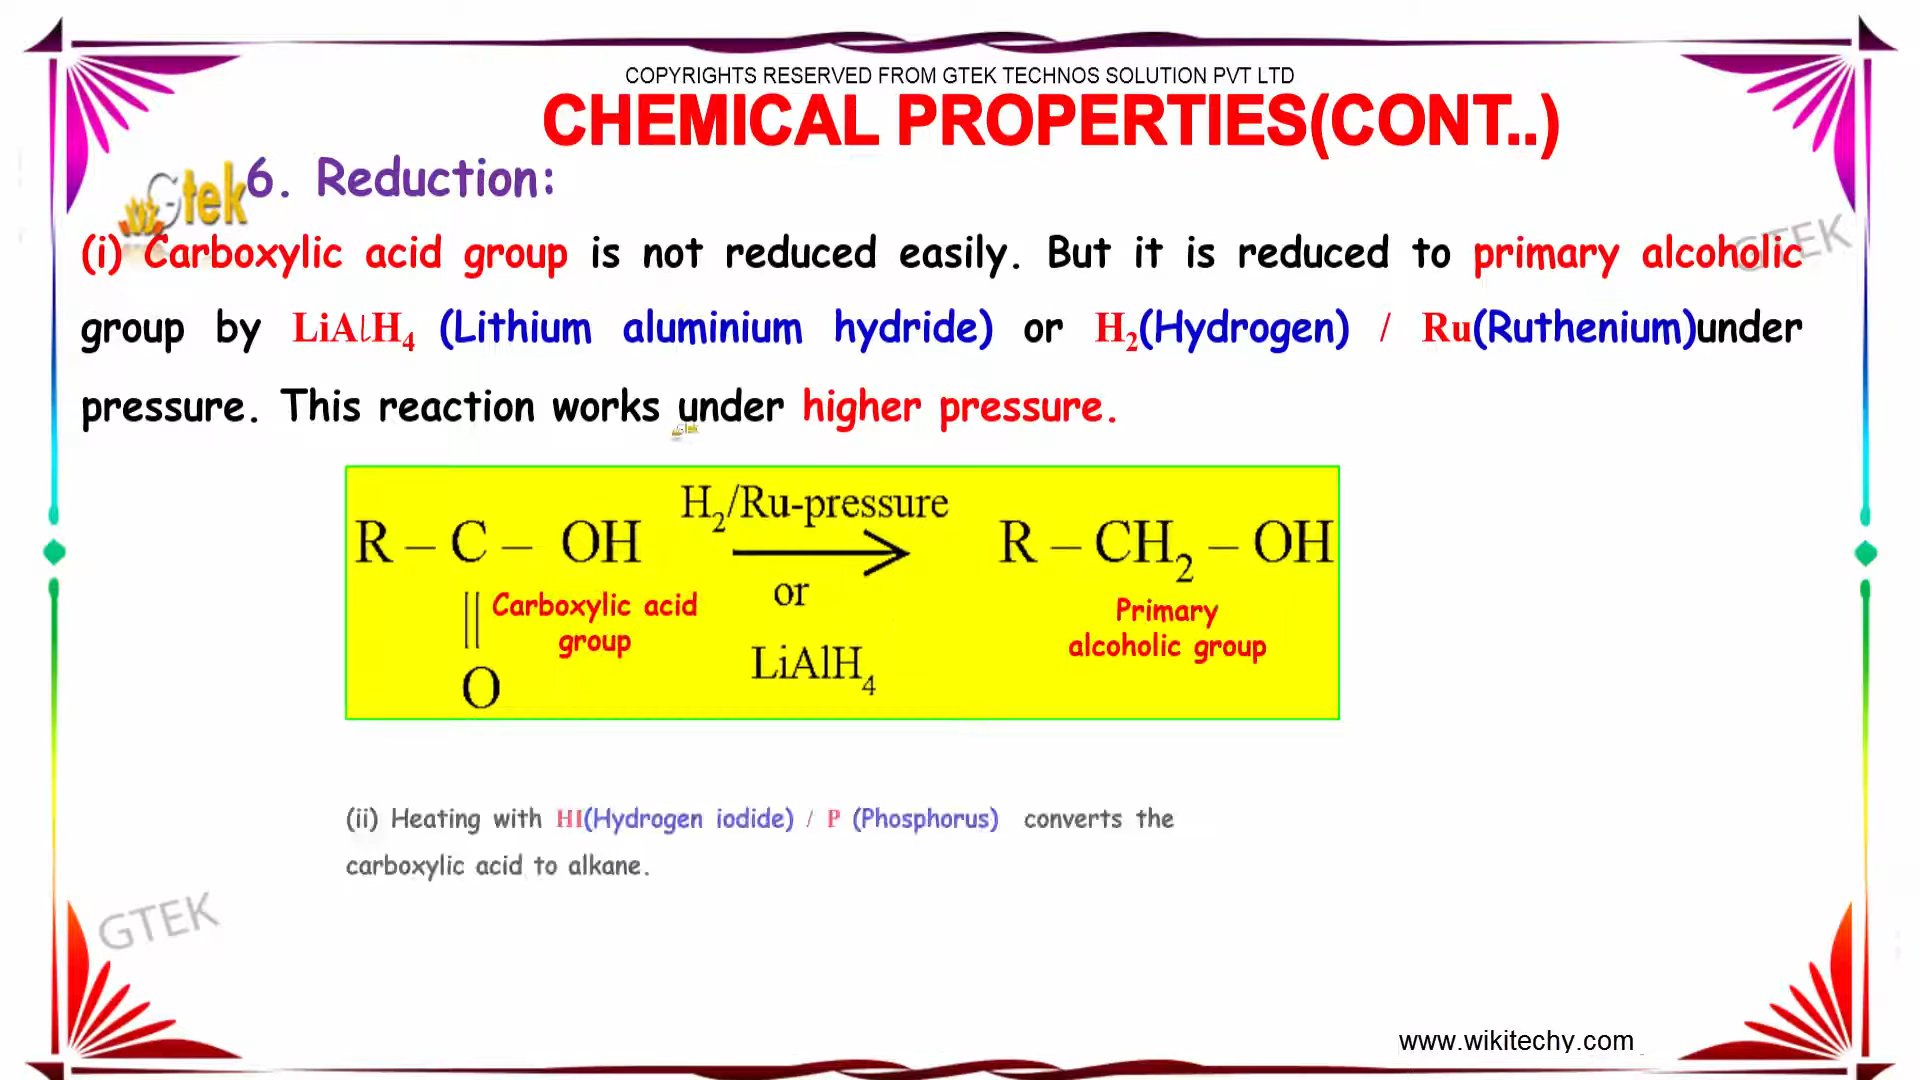 COPYRIGHTS RESERVED FROM GTEK TECHNOS SOLUTION PVT LTD
CHEMICAL PROPERTIES(CONT..)
Gtek
6. Reduction:
GTEK
(i) Carboxylic acid group is not reduced easily. But it is reduced to primary alcoholic
group by LiAlH₄ (Lithium aluminium hydride) or H₂(Hydrogen) / Ru(Ruthenium)under
pressure. This reaction works under higher pressure.
H₂/Ru-pressure
R – C – OH R – CH₂ – OH
or
Carboxylic acid
group
Primary
alcoholic group
||
O
LiAlH₄
(ii) Heating with HI(Hydrogen iodide) / P (Phosphorus) converts the
carboxylic acid to alkane.
GTEK
www.wikitechy.com